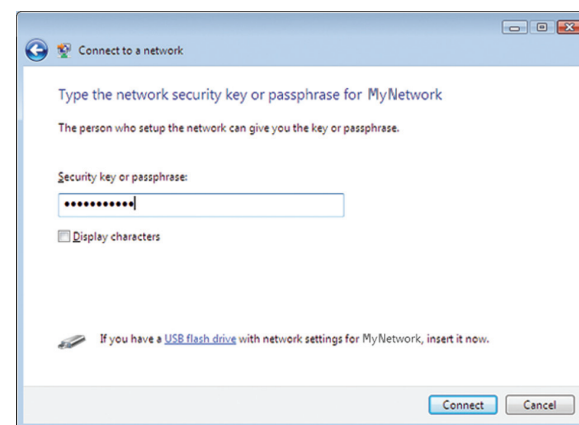 Connect to a network
Type the network security key or passphrase for MyNetwork
The person who setup the network can give you the key or passphrase.
Security key or passphrase:
•••••••••••
Display characters
If you have a USB flash drive with network settings for MyNetwork, insert it now.
Connect Cancel